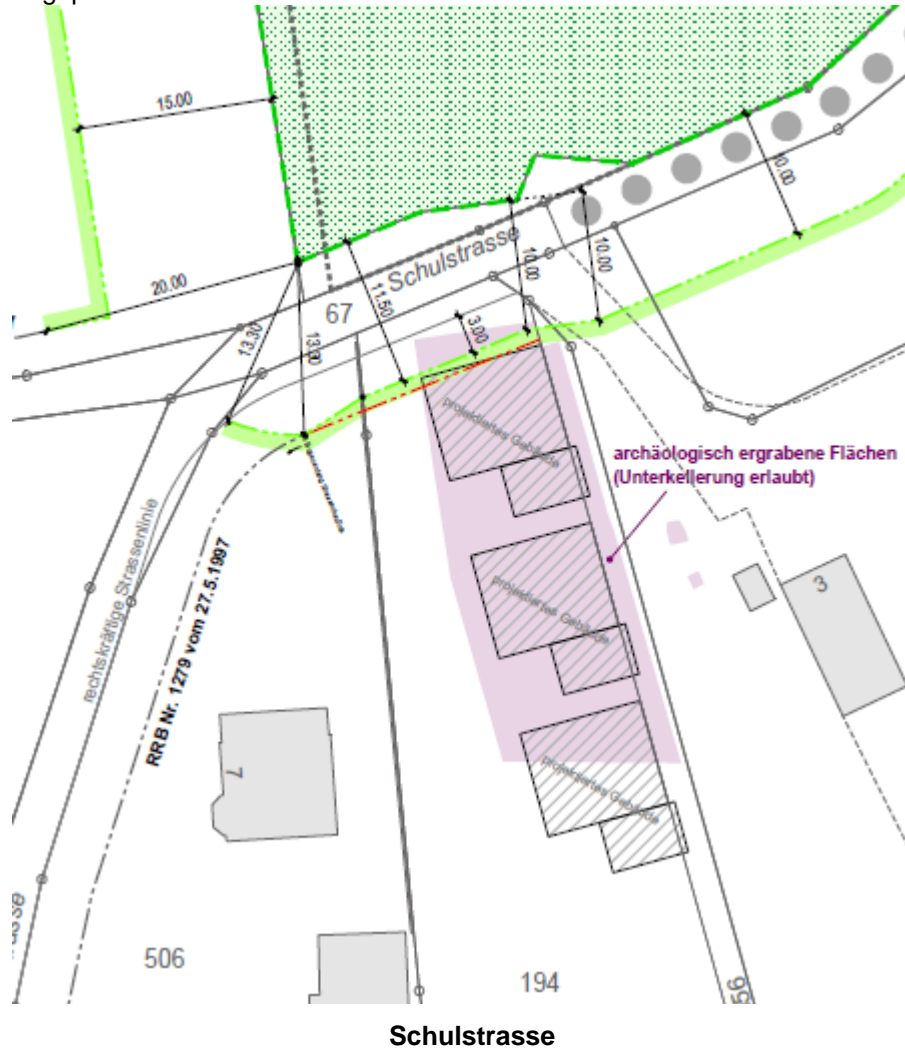 15.00
20.00
13.30
13.00
11.50
67
Schulstrasse
3.00
10.00
10.00
projektiertes Gebäude
archäologisch ergrabene Flächen
(Unterkellerung erlaubt)
rechtskräftige Strassenlinie
RRB Nr. 1279 vom 27.5.1997
projektiertes Gebäude
3
7
projektiertes Gebäude
506
194
56
Schulstrasse